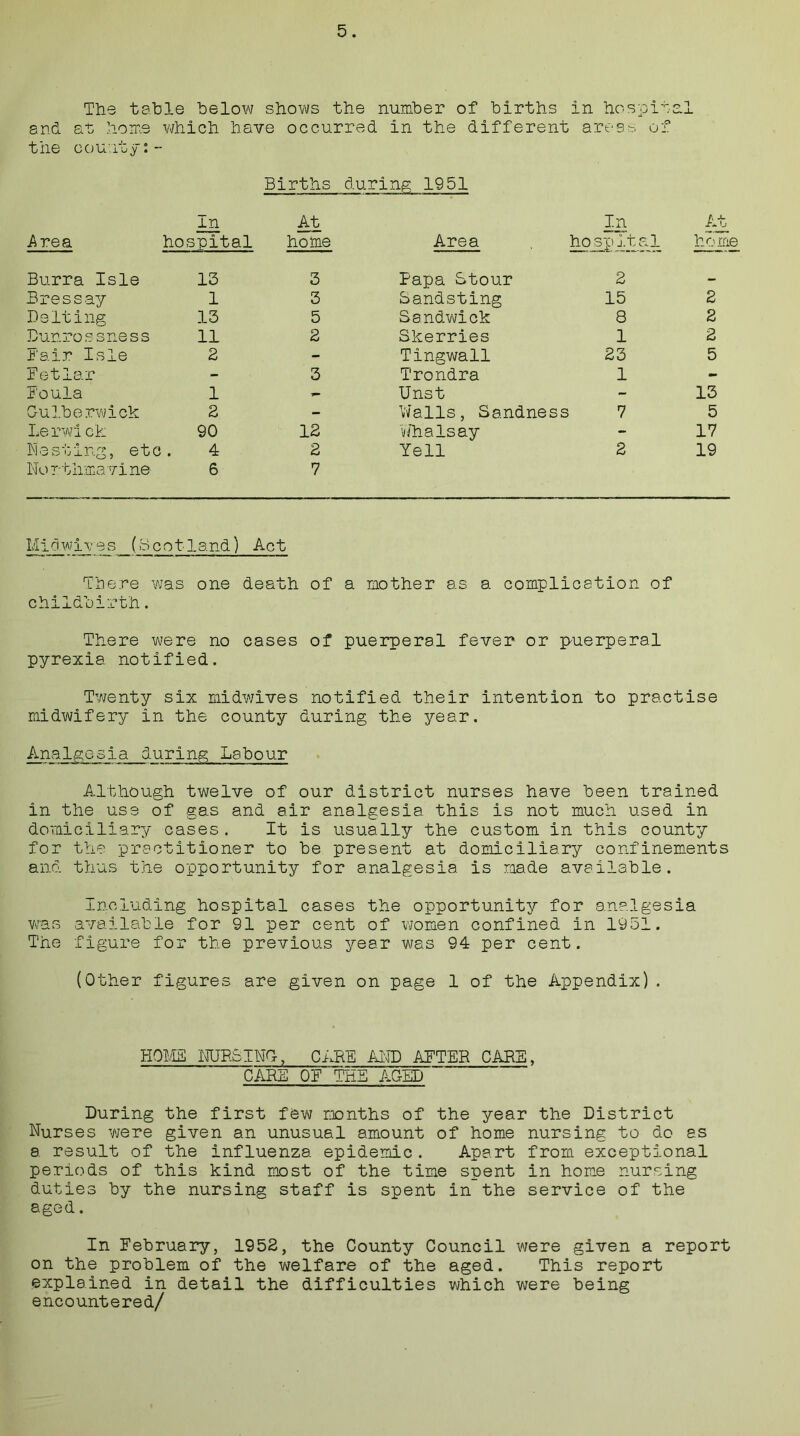 5.
The table below shows the number of births in hospital
and at home which have occurred in the different areas of
the county:-
Births during 1951
In At In At
Area hospital home Area hospital home
Burra Isle 13 3 Papa Stour 2 -
Bressay 1 3 Sandsting 15 2
Delting 13 5 Sandwick 8 2
Dunrossness 11 2 Skerries 1 2
Fair Isle 2 - Tingwall 23 5
Fetlar - 3 Trondra 1 -
Foula 1 - Unst - 13
Gulberwick 2 - Walls, Sandness 7 5
Lerwick 90 12 Whalsay - 17
Nesting, etc. 4 2 Yell 2 19
Northmavine 6 7
Midwives (Scotland) Act
There was one death of a mother as a complication of
childbirth.
There were no cases of puerperal fever or puerperal
pyrexia notified.
Twenty six midwives notified their intention to practise
midwifery in the county during the year.
Analgesia during Labour
Although twelve of our district nurses have been trained
in the use of gas and air analgesia this is not much used in
domiciliary cases. It is usually the custom in this county
for the practitioner to be present at domiciliary confinements
and thus the opportunity for analgesia is made available.
Including hospital cases the opportunity for analgesia
was available for 91 per cent of women confined in 1951.
The figure for the previous year was 94 per cent.
(Other figures are given on page 1 of the Appendix).
HOME NURSING, CARE AND AFTER CARE,
CARE OF THE AGED
During the first few months of the year the District
Nurses were given an unusual amount of home nursing to do as
a result of the influenza epidemic. Apart from exceptional
periods of this kind most of the time spent in home nursing
duties by the nursing staff is spent in the service of the
aged.
In February, 1952, the County Council were given a report
on the problem of the welfare of the aged. This report
explained in detail the difficulties which were being
encountered/